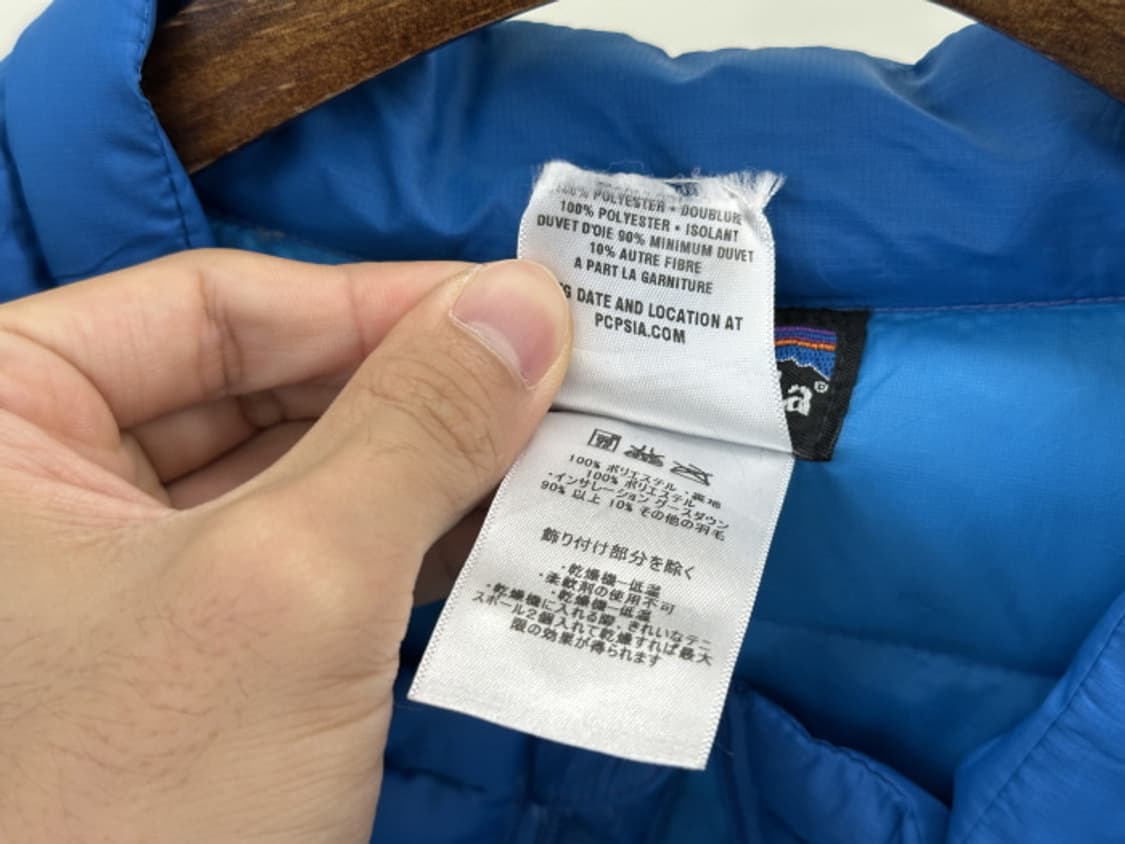 100% POLYESTER • DOUBLURE
100% POLYESTER • ISOLANT
DUVET D'OIE 90% MINIMUM DUVET
10% AUTRE FIBRE
A PART LA GARNITURE
G DATE AND LOCATION AT
PCPSIA.COM
a®
100% ポリエステル・裏地
100% ポリエステル
・インサレーション グースダウン
90% 以上 10% その他の羽毛
飾り付け部分を除く
・乾燥機—低温
・柔軟剤の使用不可
・乾燥機—低温
・乾燥機に入れる際、きれいなテニ
スボール2個入れて乾燥すれば最大
限の効果が得られます